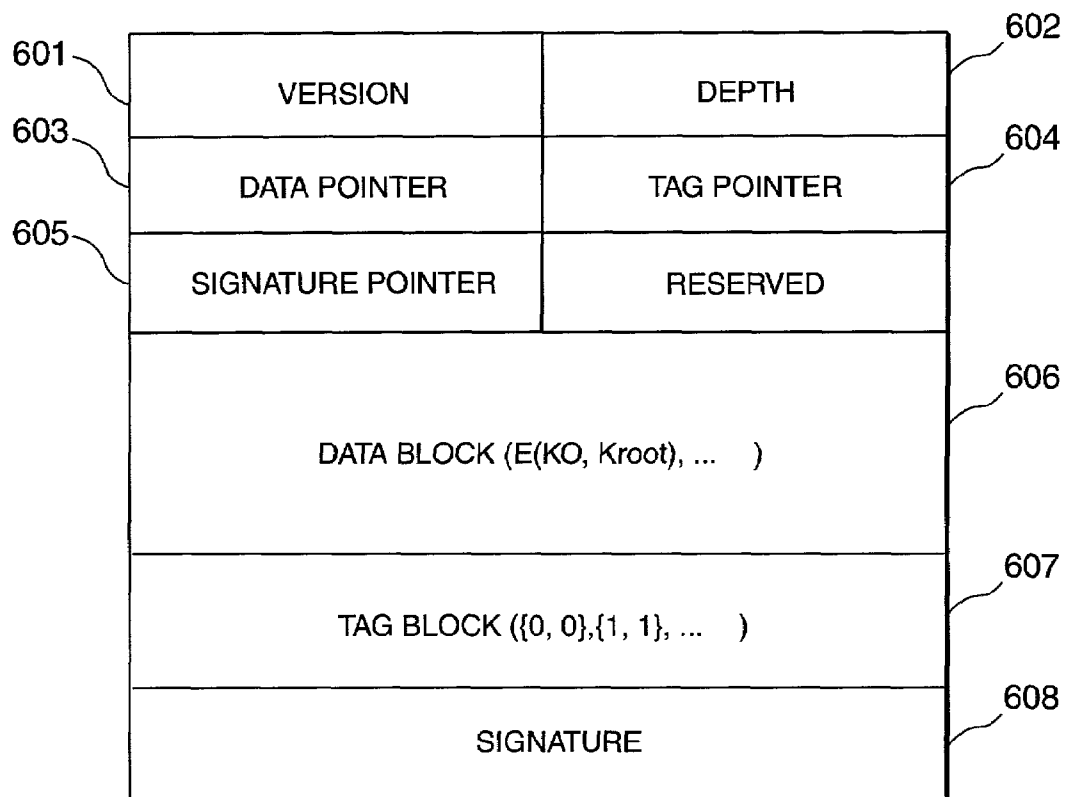 601
602
VERSION
DEPTH
603
604
DATA POINTER
TAG POINTER
605
SIGNATURE POINTER
RESERVED
606
DATA BLOCK (E(KO, Kroot), ... )
607
TAG BLOCK ({0, 0},{1, 1}, ... )
608
SIGNATURE